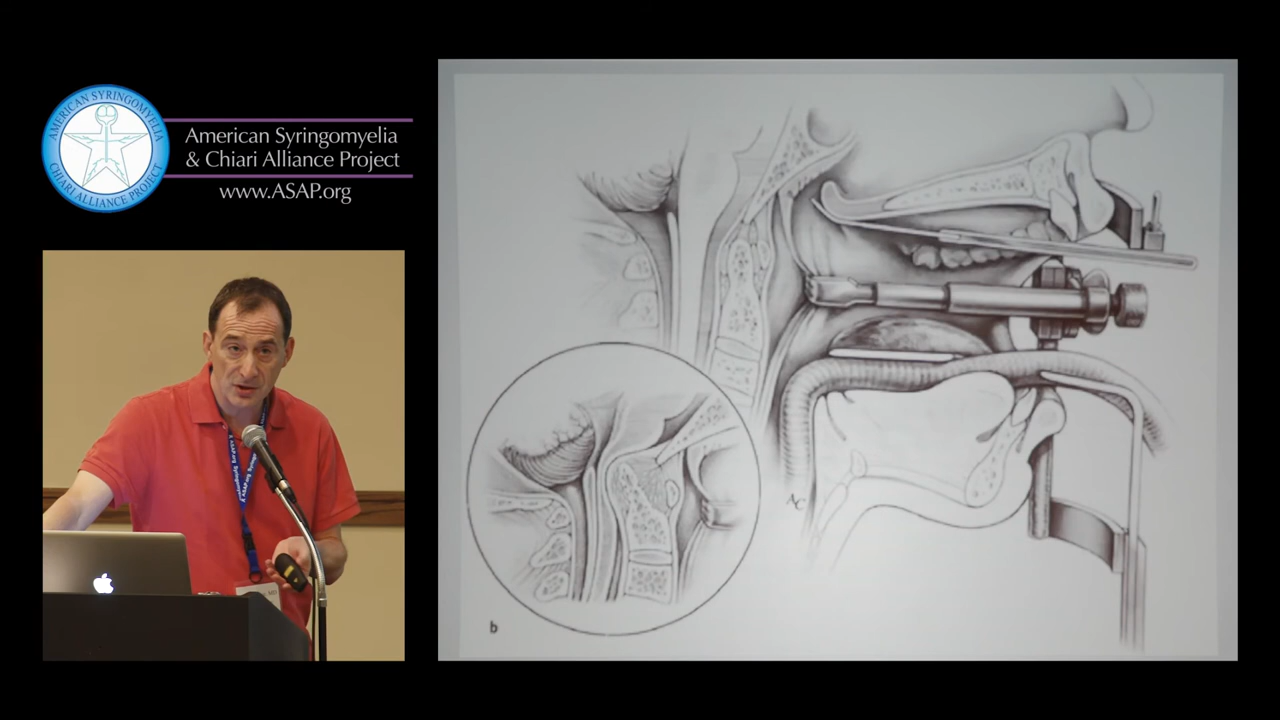 AMERICAN SYRINGOMYELIA
CHIARI ALLIANCE PROJECT
American Syringomyelia
& Chiari Alliance Project
www.ASAP.org
AC
b